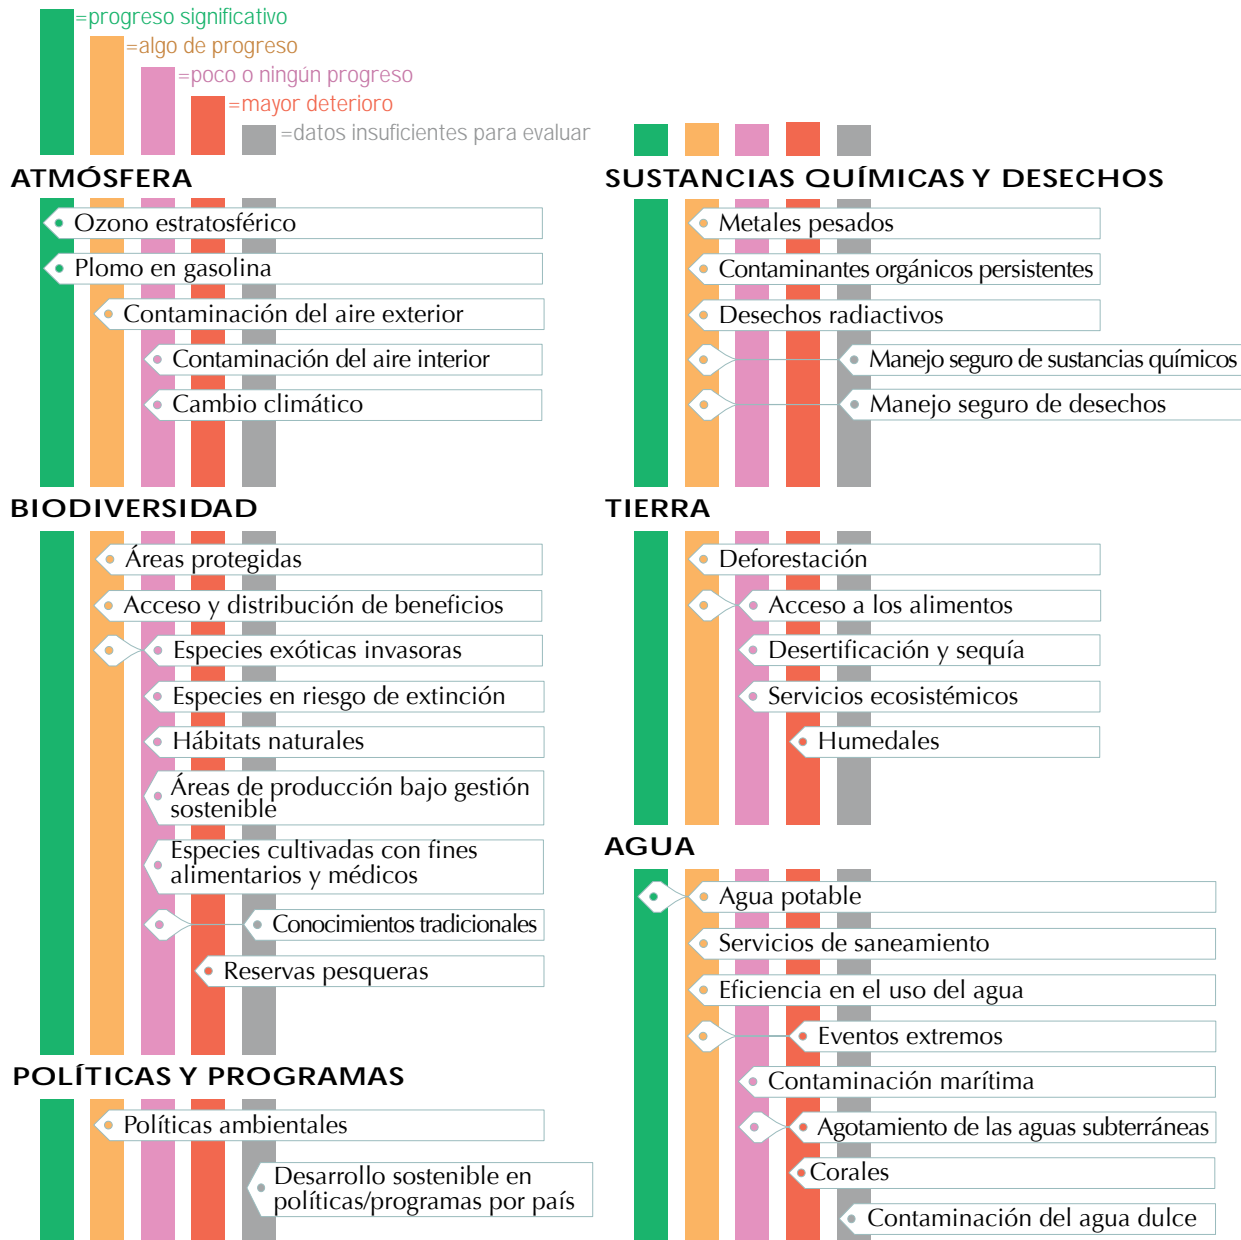 =progreso significativo
=algo de progreso
=poco o ningún progreso
=mayor deterioro
=datos insuficientes para evaluar
ATMÓSFERA
Ozono estratosférico
Plomo en gasolina
Contaminación del aire exterior
Contaminación del aire interior
Cambio climático
BIODIVERSIDAD
Áreas protegidas
Acceso y distribución de beneficios
Especies exóticas invasoras
Especies en riesgo de extinción
Hábitats naturales
Áreas de producción bajo gestión
sostenible
Especies cultivadas con fines
alimentarios y médicos
Conocimientos tradicionales
Reservas pesqueras
POLÍTICAS Y PROGRAMAS
Políticas ambientales
Desarrollo sostenible en
políticas/programas por país
SUSTANCIAS QUÍMICAS Y DESECHOS
Metales pesados
Contaminantes orgánicos persistentes
Desechos radiactivos
Manejo seguro de sustancias químicos
Manejo seguro de desechos
TIERRA
Deforestación
Acceso a los alimentos
Desertificación y sequía
Servicios ecosistémicos
Humedales
AGUA
Agua potable
Servicios de saneamiento
Eficiencia en el uso del agua
Eventos extremos
Contaminación marítima
Agotamiento de las aguas subterráneas
Corales
Contaminación del agua dulce